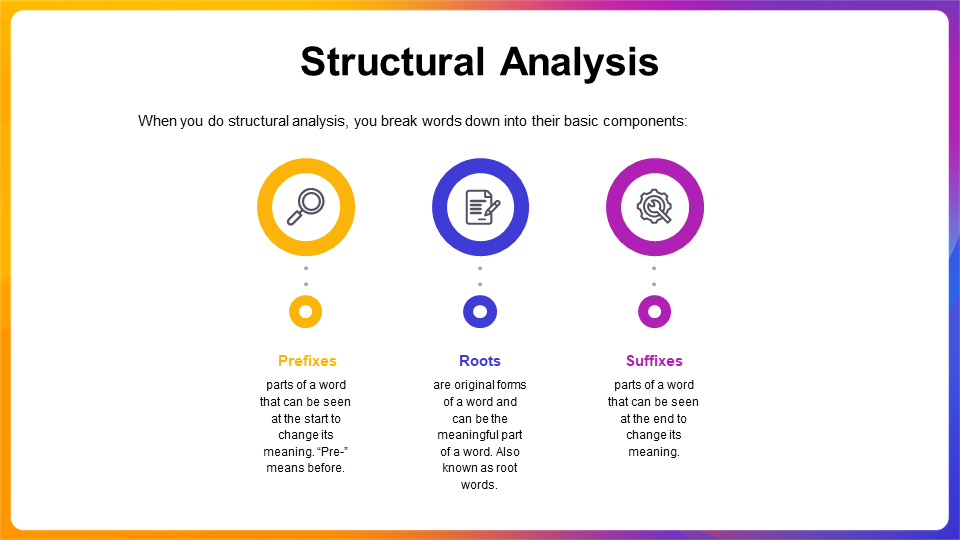 Structural Analysis
When you do structural analysis, you break words down into their basic components:
Prefixes
parts of a word
that can be seen
at the start to
change its
meaning. “Pre-”
means before.
Roots
are original forms
of a word and
can be the
meaningful part
of a word. Also
known as root
words.
Suffixes
parts of a word
that can be seen
at the end to
change its
meaning.